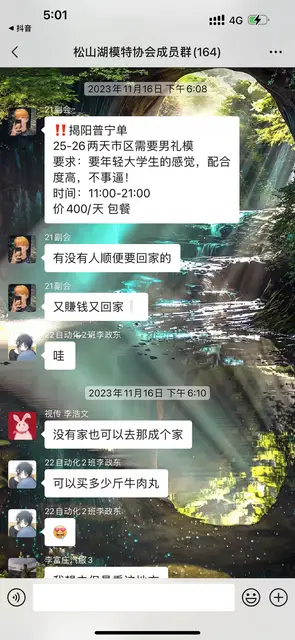 5:01
4G
抖音
松山湖模特协会成员群(164)
2023年11月16日 下午6:08
21副会
‼️揭阳普宁单
25-26两天市区需要男礼模
要求：要年轻大学生的感觉，配合
度高，不事逼！
时间：11:00-21:00
价400/天 包餐
21副会
有没有人顺便要回家的
21副会
又赚钱又回家
22自动化2班李政东
哇
2023年11月16日 下午6:10
视传 李浩文
没有家也可以去那成个家
22自动化2班李政东
可以买多少斤牛肉丸
22自动化2班李政东
😍